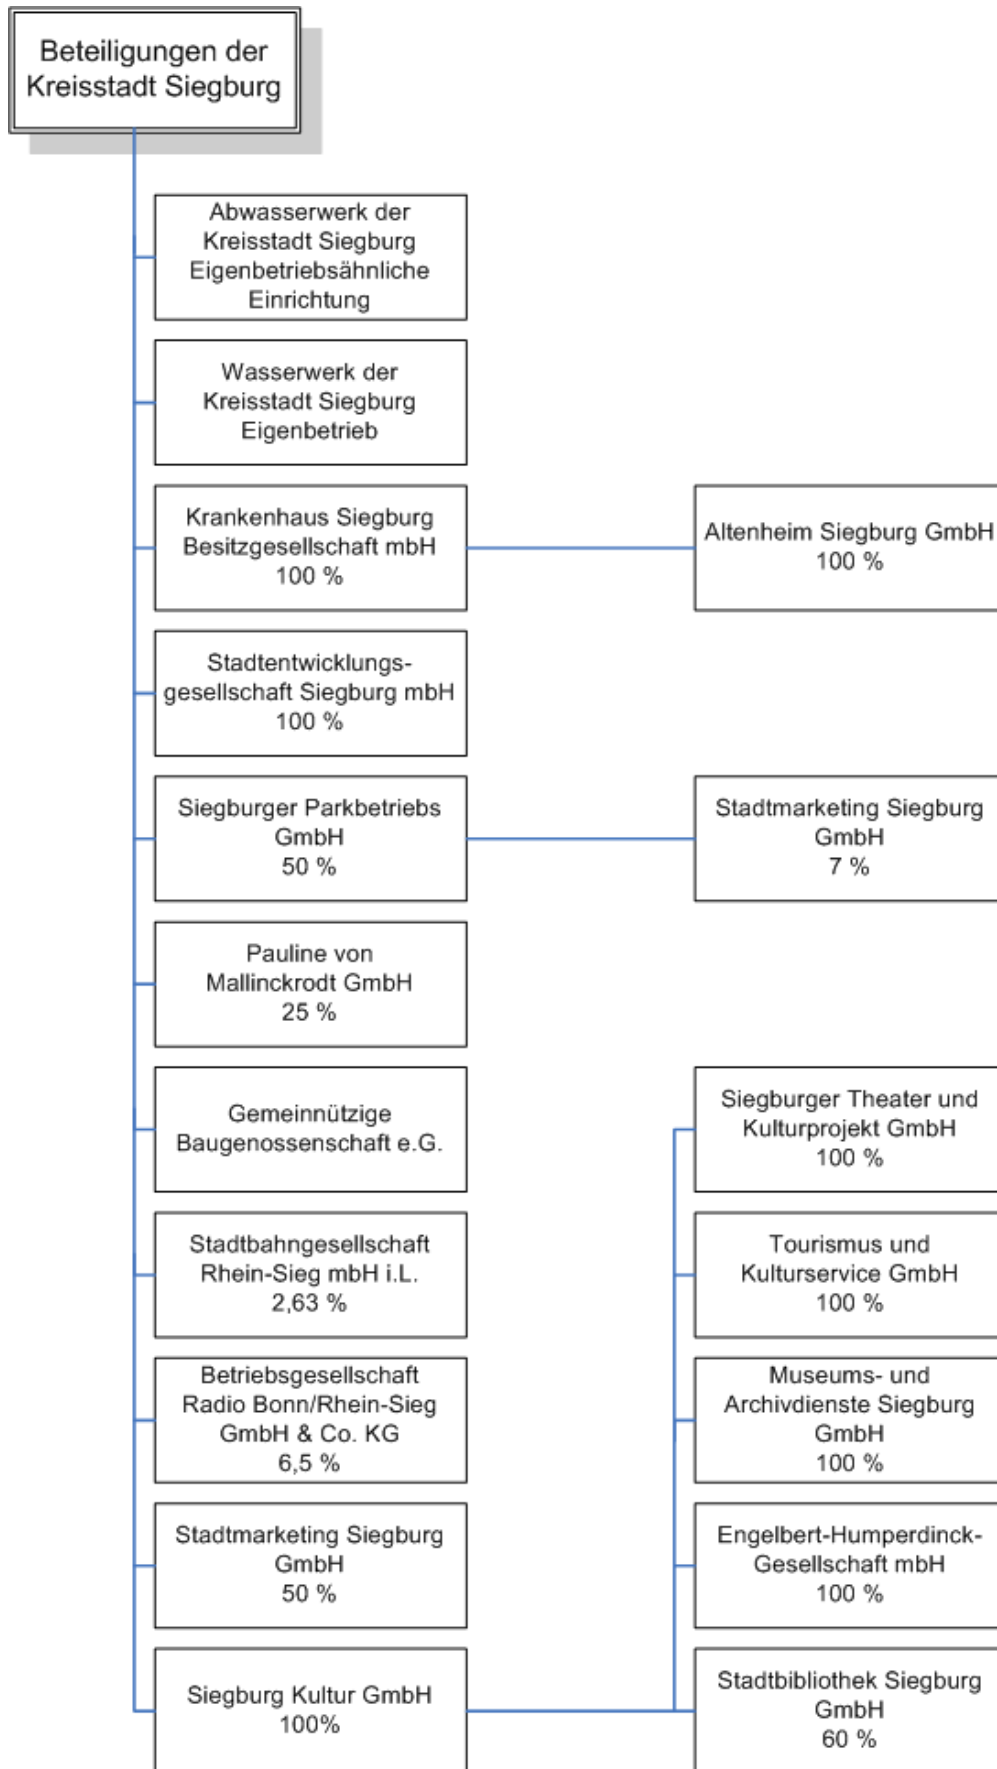 Beteiligungen der
Kreisstadt Siegburg
Abwasserwerk der
Kreisstadt Siegburg
Eigenbetriebsähnliche
Einrichtung
Wasserwerk der
Kreisstadt Siegburg
Eigenbetrieb
Krankenhaus Siegburg
Besitzgesellschaft mbH
100 %
Altenheim Siegburg GmbH
100 %
Stadtentwicklungs-
gesellschaft Siegburg mbH
100 %
Siegburger Parkbetriebs
GmbH
50 %
Stadtmarketing Siegburg
GmbH
7 %
Pauline von
Mallinckrodt GmbH
25 %
Gemeinnützige
Baugenossenschaft e.G.
Stadtbahngesellschaft
Rhein-Sieg mbH i.L.
2,63 %
Betriebsgesellschaft
Radio Bonn/Rhein-Sieg
GmbH & Co. KG
6,5 %
Stadtmarketing Siegburg
GmbH
50 %
Siegburg Kultur GmbH
100%
Siegburger Theater und
Kulturprojekt GmbH
100 %
Tourismus und
Kulturservice GmbH
100 %
Museums- und
Archivdienste Siegburg
GmbH
100 %
Engelbert-Humperdinck-
Gesellschaft mbH
100 %
Stadtbibliothek Siegburg
GmbH
60 %